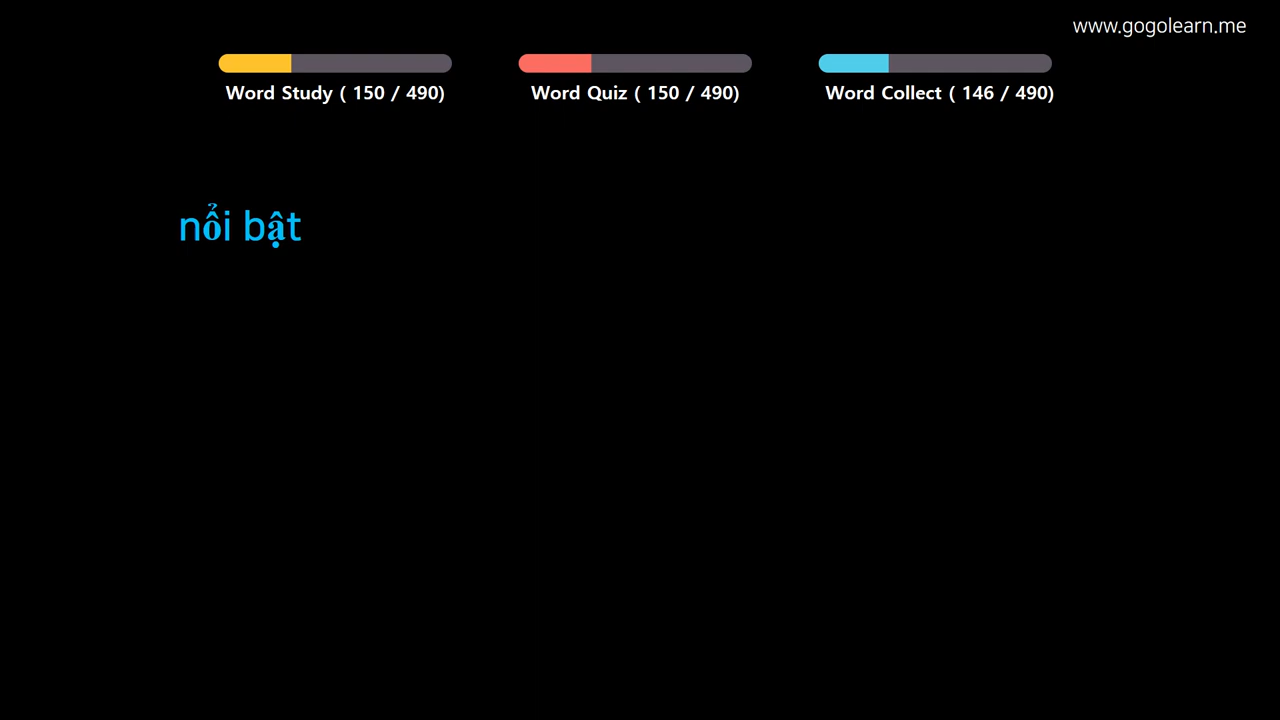 www.gogolearn.me
Word Study ( 150 / 490)
Word Quiz ( 150 / 490)
Word Collect ( 146 / 490)
nổi bật